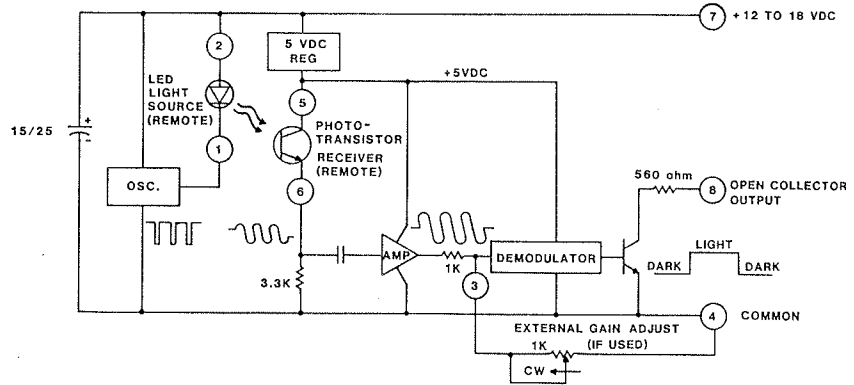 7
+12 TO 18 VDC
2
5 VDC
REG
LED
LIGHT
SOURCE
(REMOTE)
+5VDC
5
15/25
+
-
PHOTO-
TRANSISTOR
RECEIVER
(REMOTE)
1
560 ohm
OSC.
6
8
OPEN COLLECTOR
OUTPUT
AMP
1K
DEMODULATOR
LIGHT
DARK
DARK
3.3K
3
4
COMMON
EXTERNAL GAIN ADJUST
(IF USED)
1K
CW